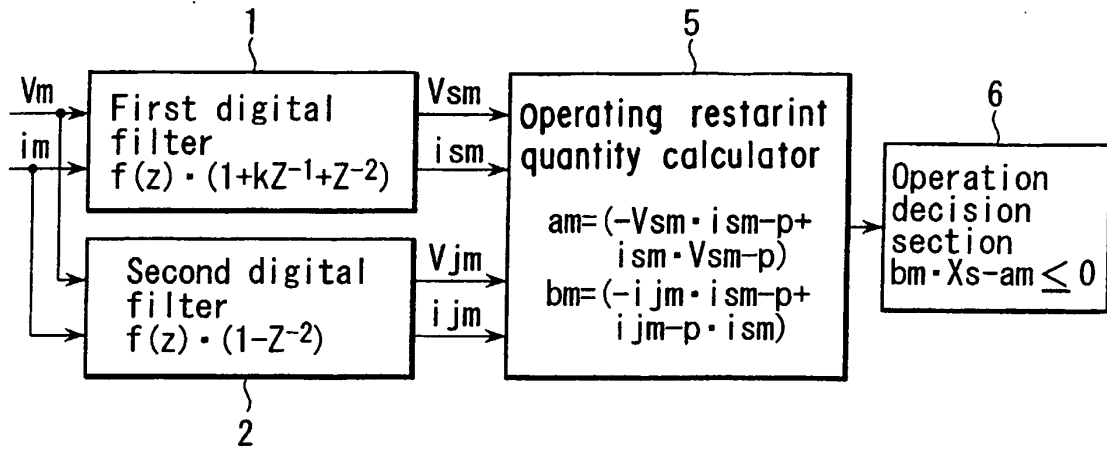 1
Vm
im
First digital
filter
f(z)·(1+kZ⁻¹+Z⁻²)
Vsm
ism
Second digital
filter
f(z)·(1-Z⁻²)
2
Vjm
ijm
5
Operating restarint
quantity calculator
am=(-Vsm·ism-p+
ism·Vsm-p)
bm=(-ijm·ism-p+
ijm-p·ism)
6
Operation
decision
section
bm·Xs-am≤0